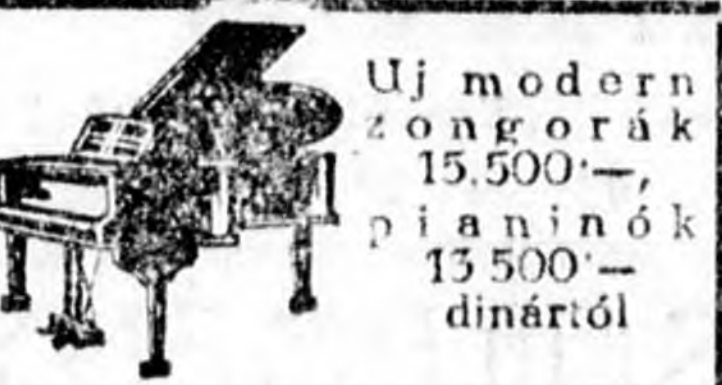 Uj modern
zongorák
15.500·—,
pianinók
13 500·—
dinártól